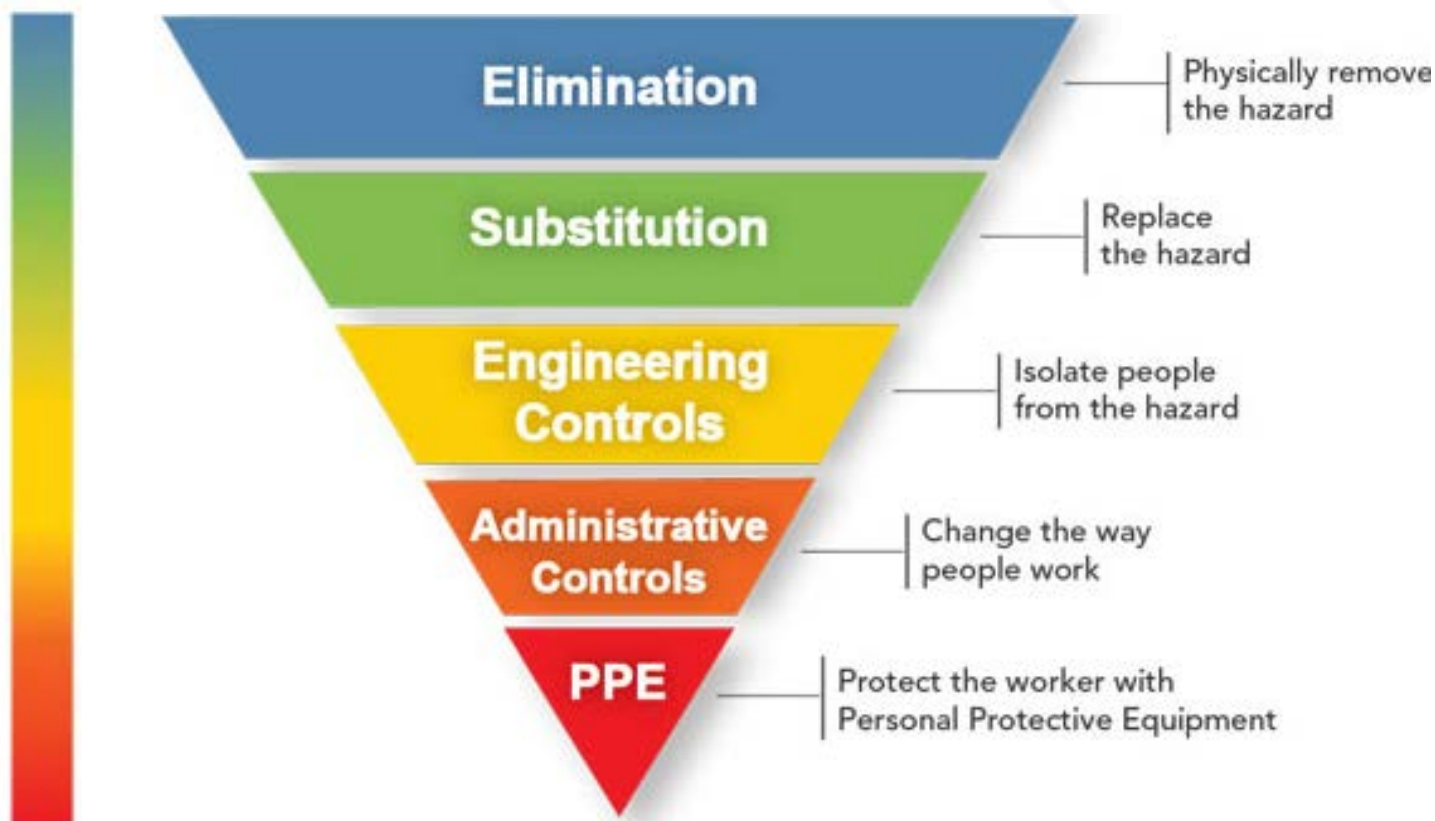 Elimination
Physically remove
the hazard
Substitution
Replace
the hazard
Engineering
Controls
Isolate people
from the hazard
Administrative
Controls
Change the way
people work
PPE
Protect the worker with
Personal Protective Equipment